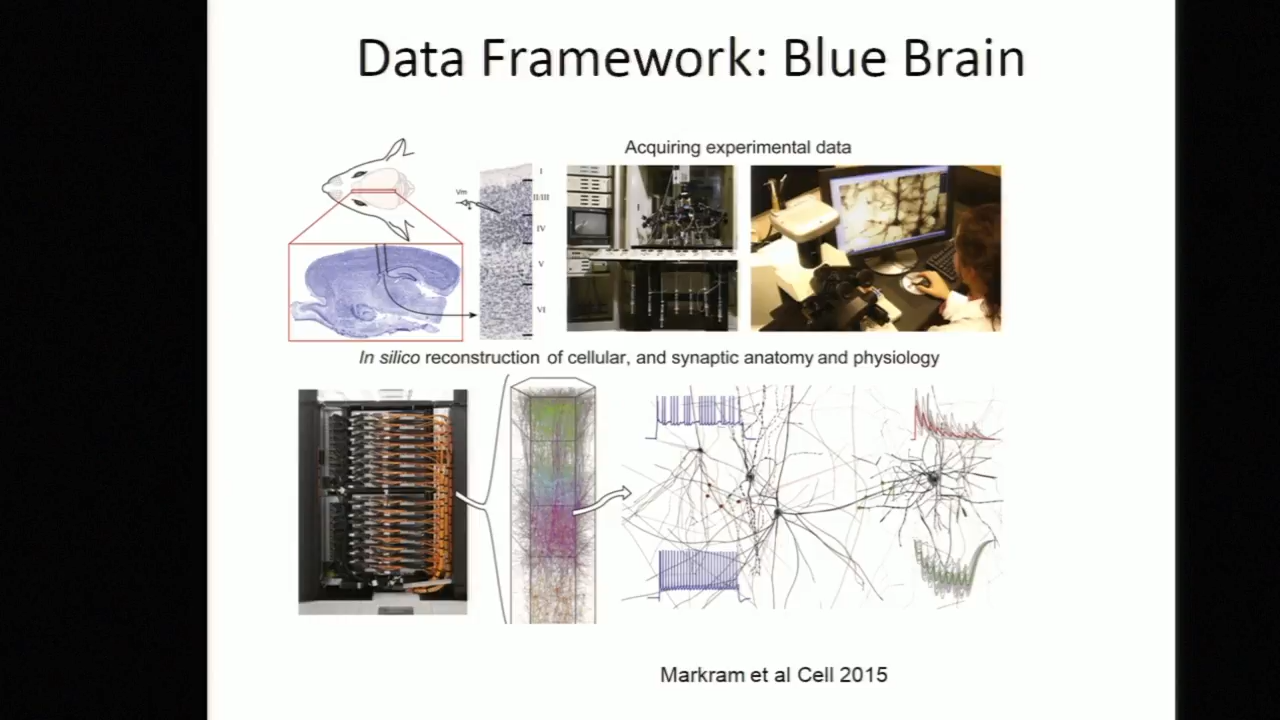 Data Framework: Blue Brain
Acquiring experimental data
Vm
I
II/III
IV
V
VI
In silico reconstruction of cellular, and synaptic anatomy and physiology
Markram et al Cell 2015